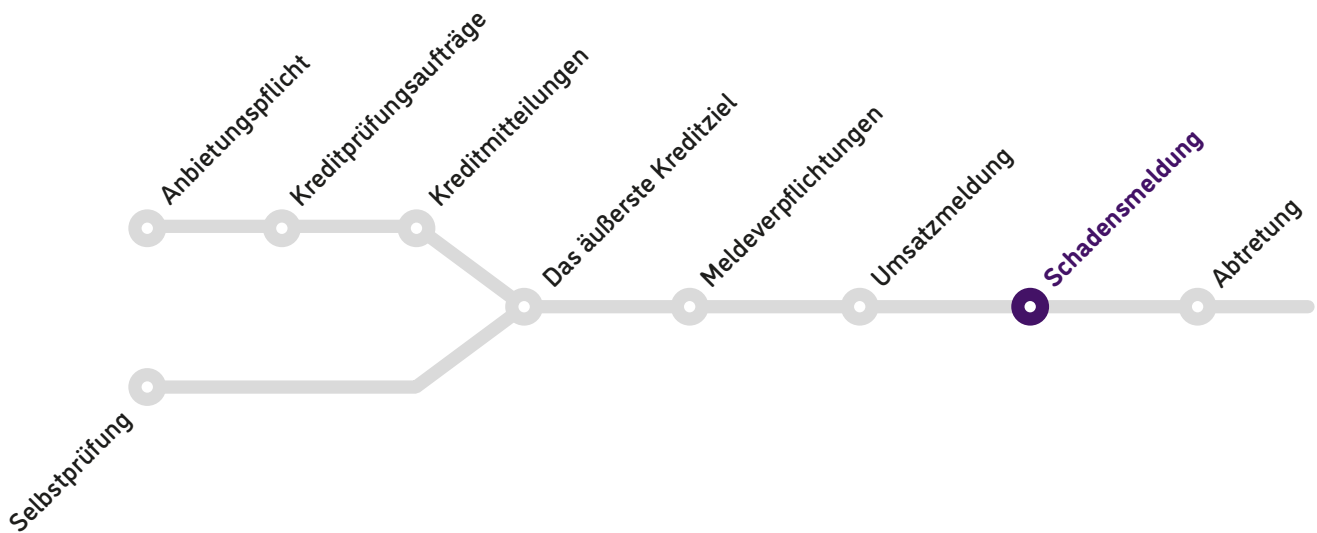 Anbietungspflicht
Kreditprüfungsaufträge
Kreditmitteilungen
Das äußerste Kreditziel
Meldeverpflichtungen
Umsatzmeldung
Schadensmeldung
Abtretung
Selbstprüfung